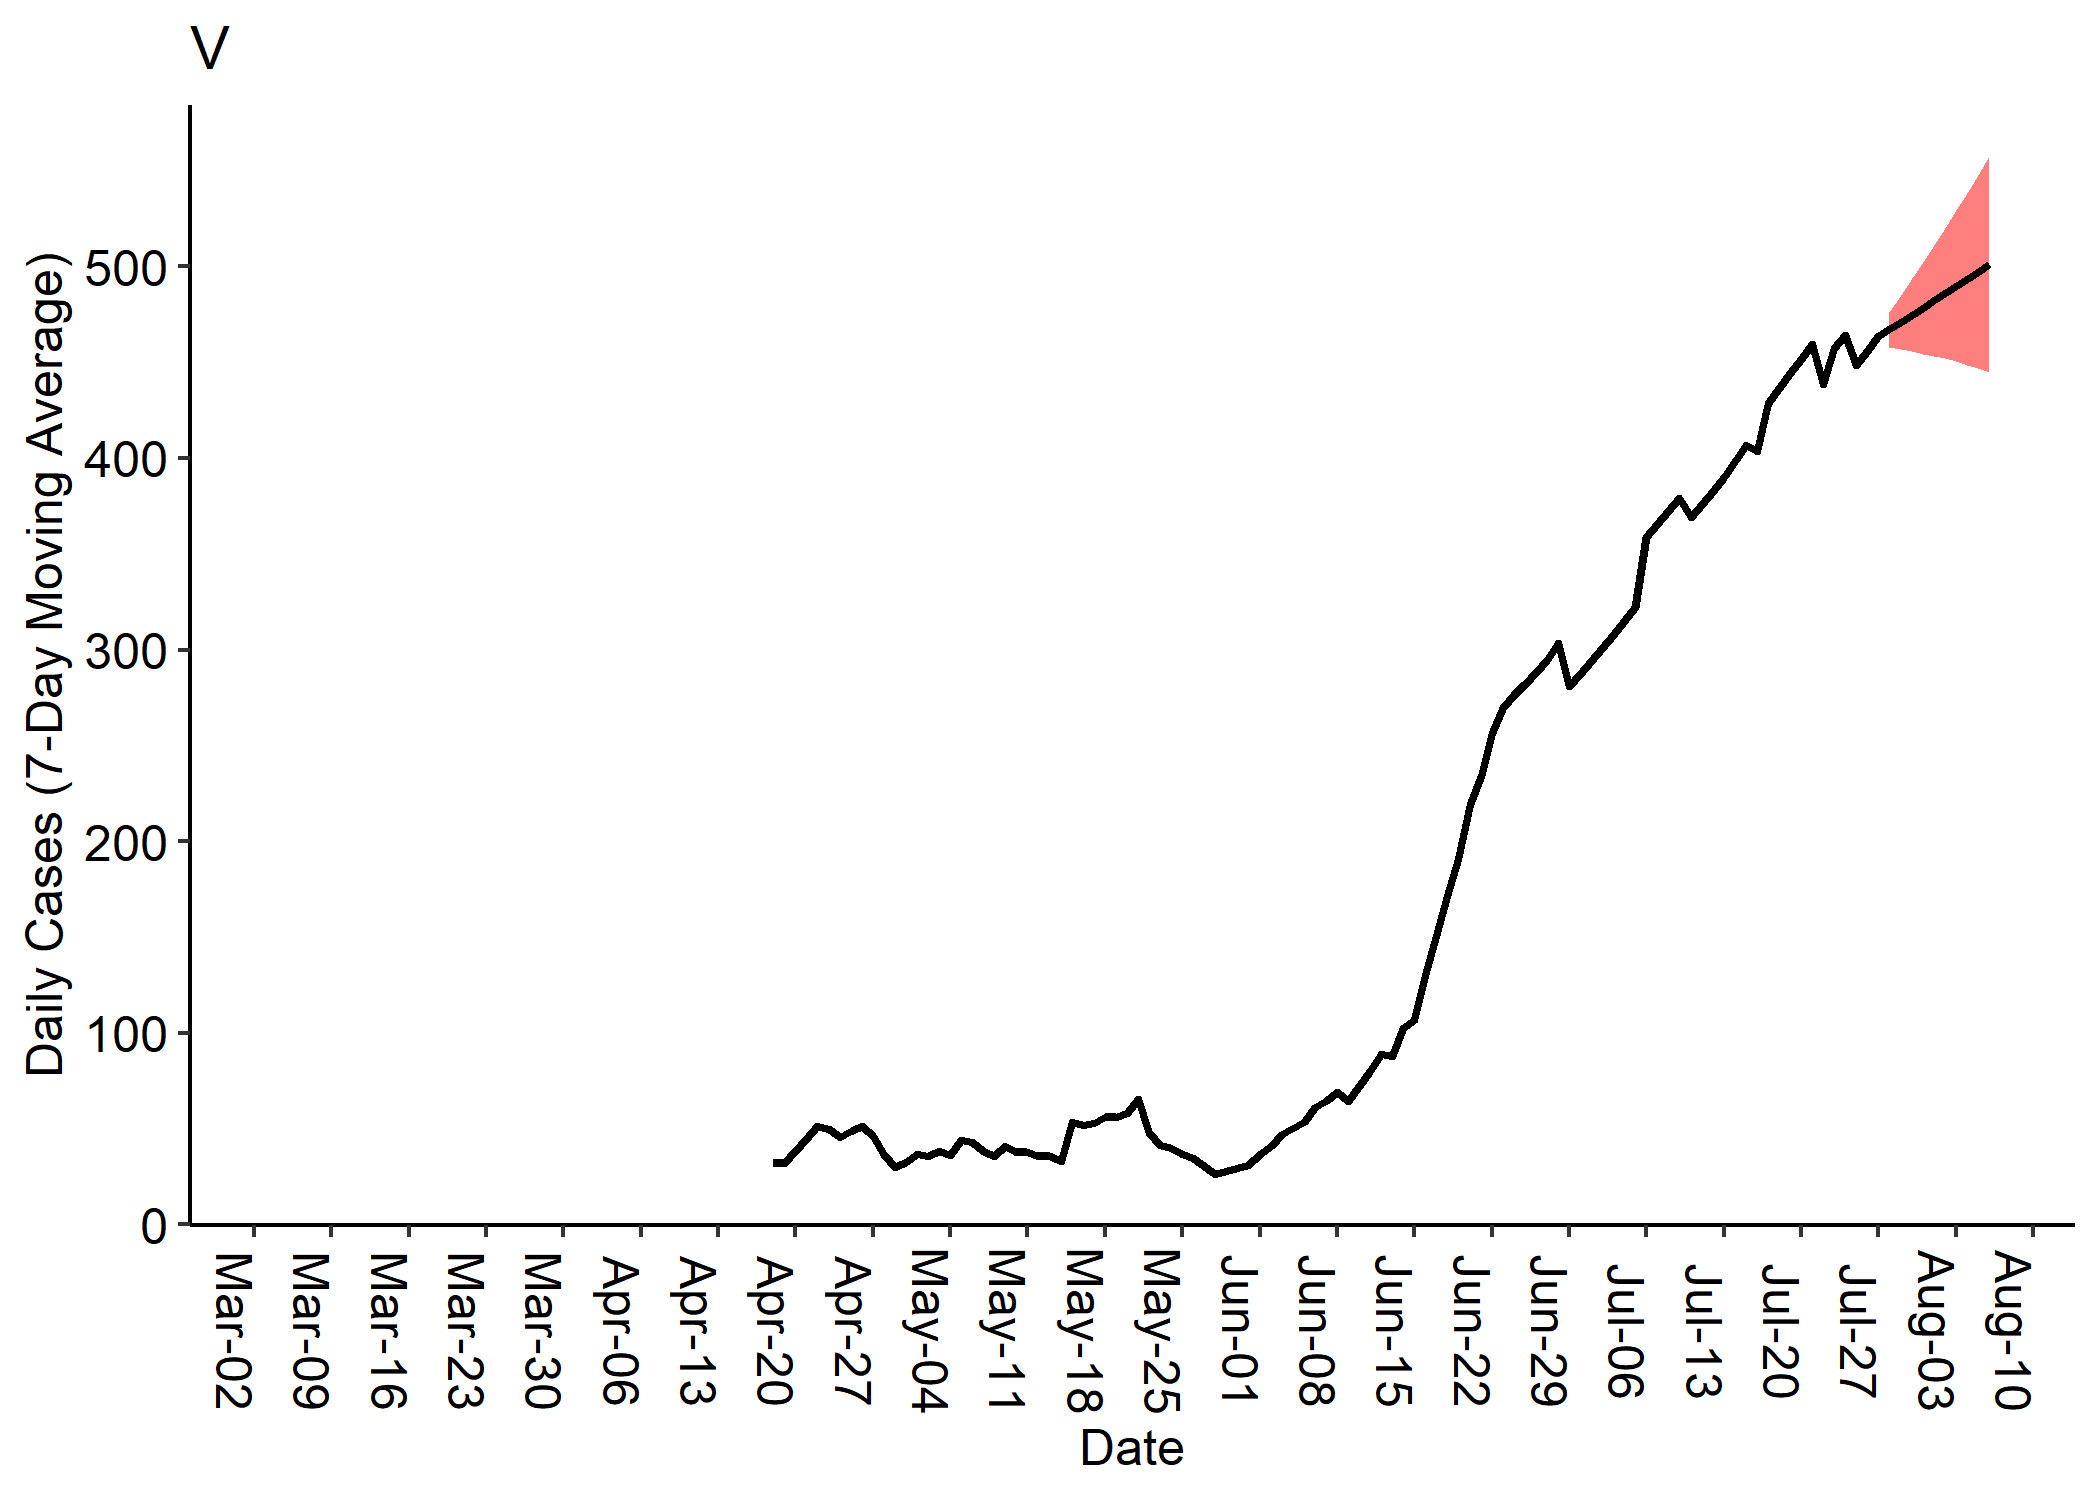 V
Daily Cases (7-Day Moving Average)
500
400
300
200
100
0
Mar-02
Mar-09
Mar-16
Mar-23
Mar-30
Apr-06
Apr-13
Apr-20
Apr-27
May-04
May-11
May-18
May-25
Jun-01
Jun-08
Jun-15
Jun-22
Jun-29
Jul-06
Jul-13
Jul-20
Jul-27
Aug-03
Aug-10
Date